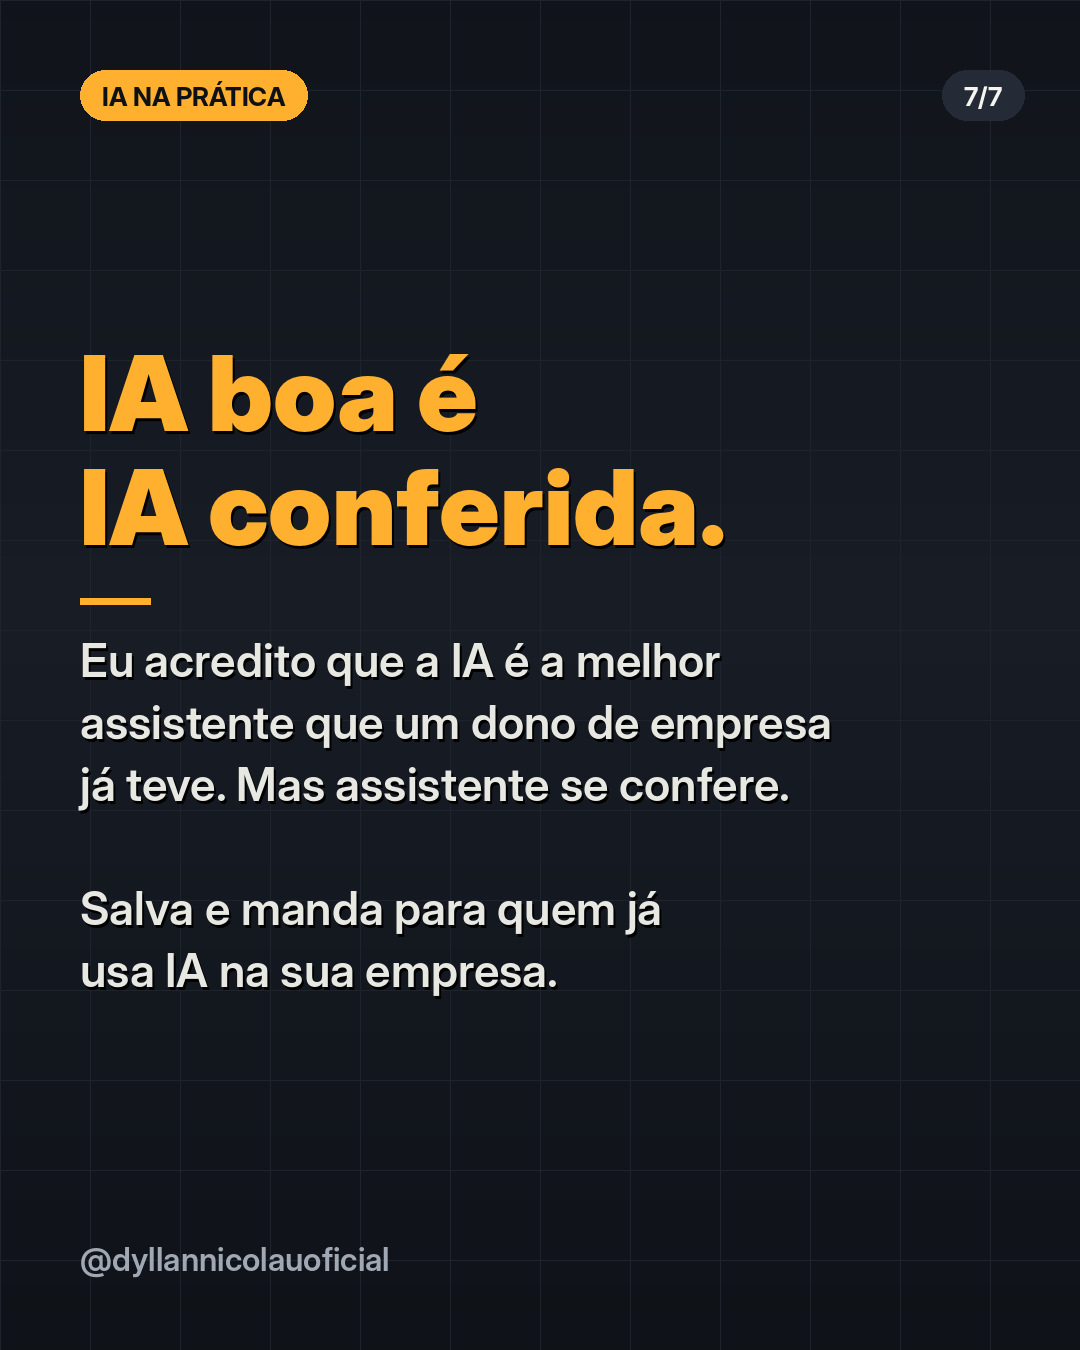 IA NA PRÁTICA
7/7
IA boa é
IA conferida.
Eu acredito que a IA é a melhor
assistente que um dono de empresa
já teve. Mas assistente se confere.
Salva e manda para quem já
usa IA na sua empresa.
@dyllannicolauoficial